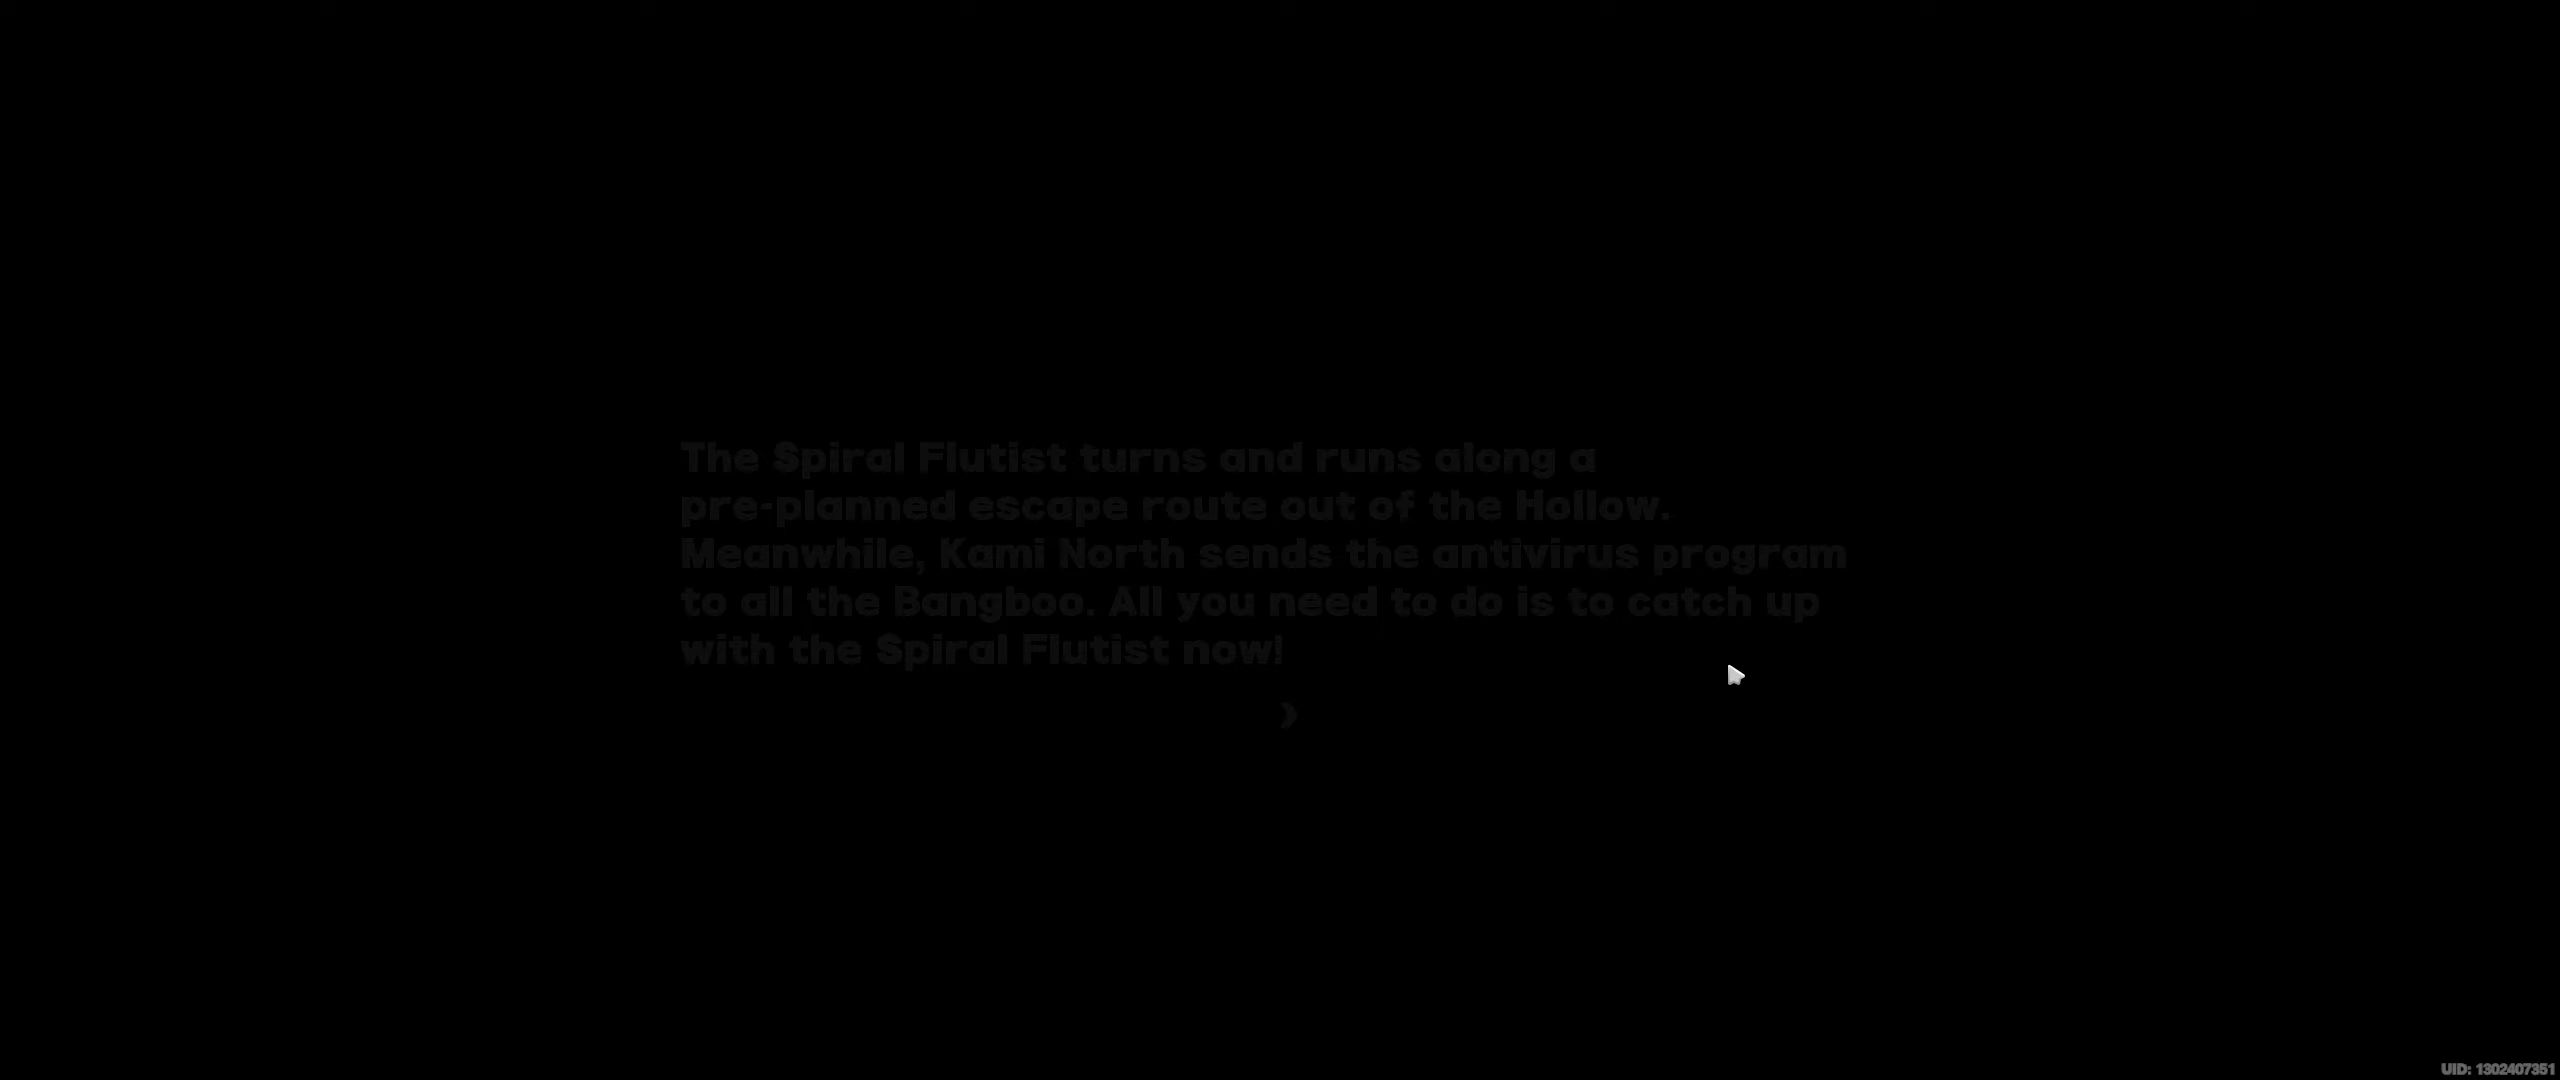 The Spiral Flutist turns and runs along a
pre-planned escape route out of the Hollow.
Meanwhile, Kami North sends the antivirus program
to all the Bangboo. All you need to do is to catch up
with the Spiral Flutist now!
UID: 1302407351